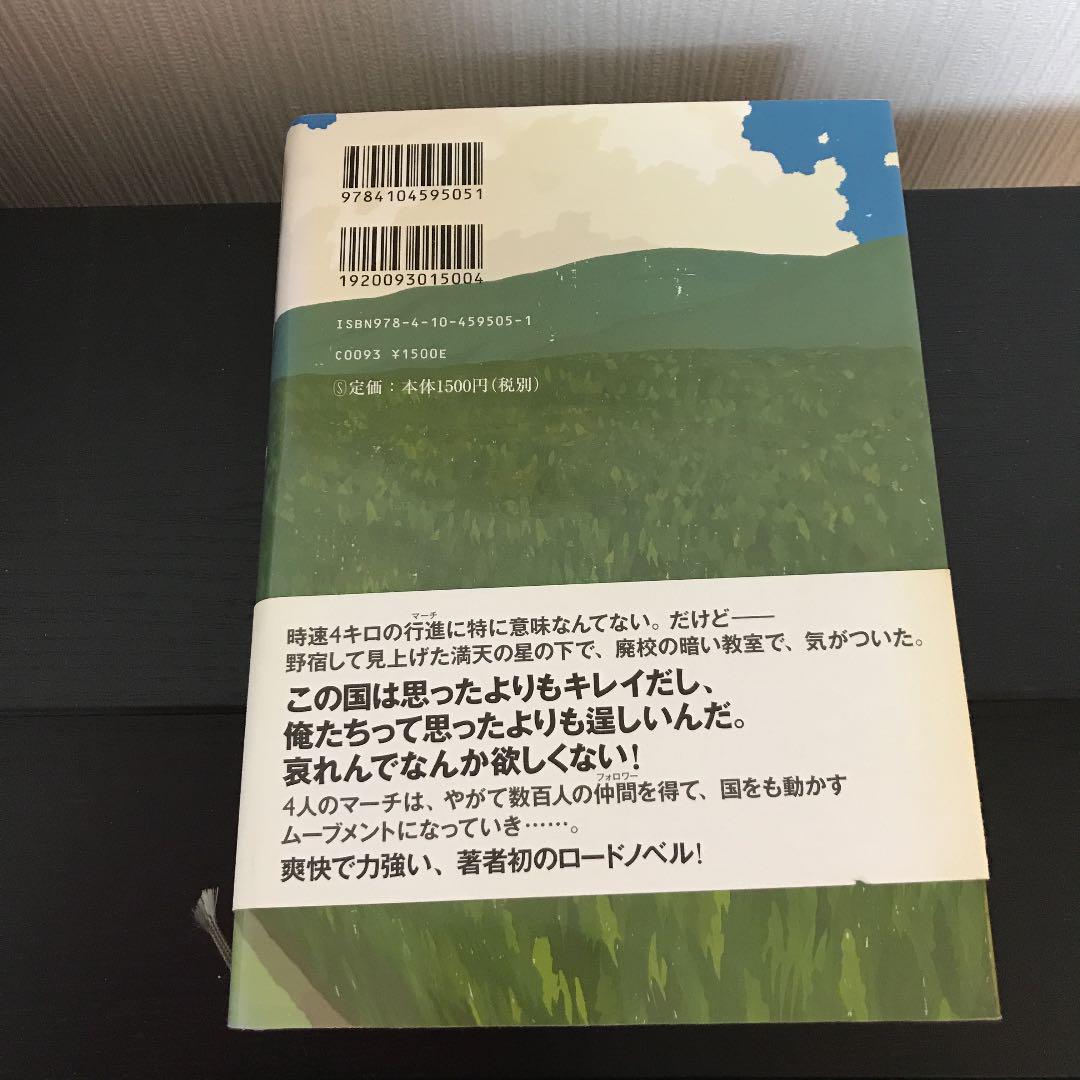 9784104595051
1920093015004
ISBN978-4-10-459505-1
C0093 ¥1500E
Ⓢ定価：本体1500円（税別）
マーチ
時速4キロの行進に特に意味なんてない。だけど――
野宿して見上げた満天の星の下で、廃校の暗い教室で、気がついた。
この国は思ったよりもキレイだし、
俺たちって思ったよりも逞しいんだ。
哀れんでなんか欲しくない！
フォロワー
4人のマーチは、やがて数百人の仲間を得て、国をも動かす
ムーブメントになっていき……。
爽快で力強い、著者初のロードノベル！